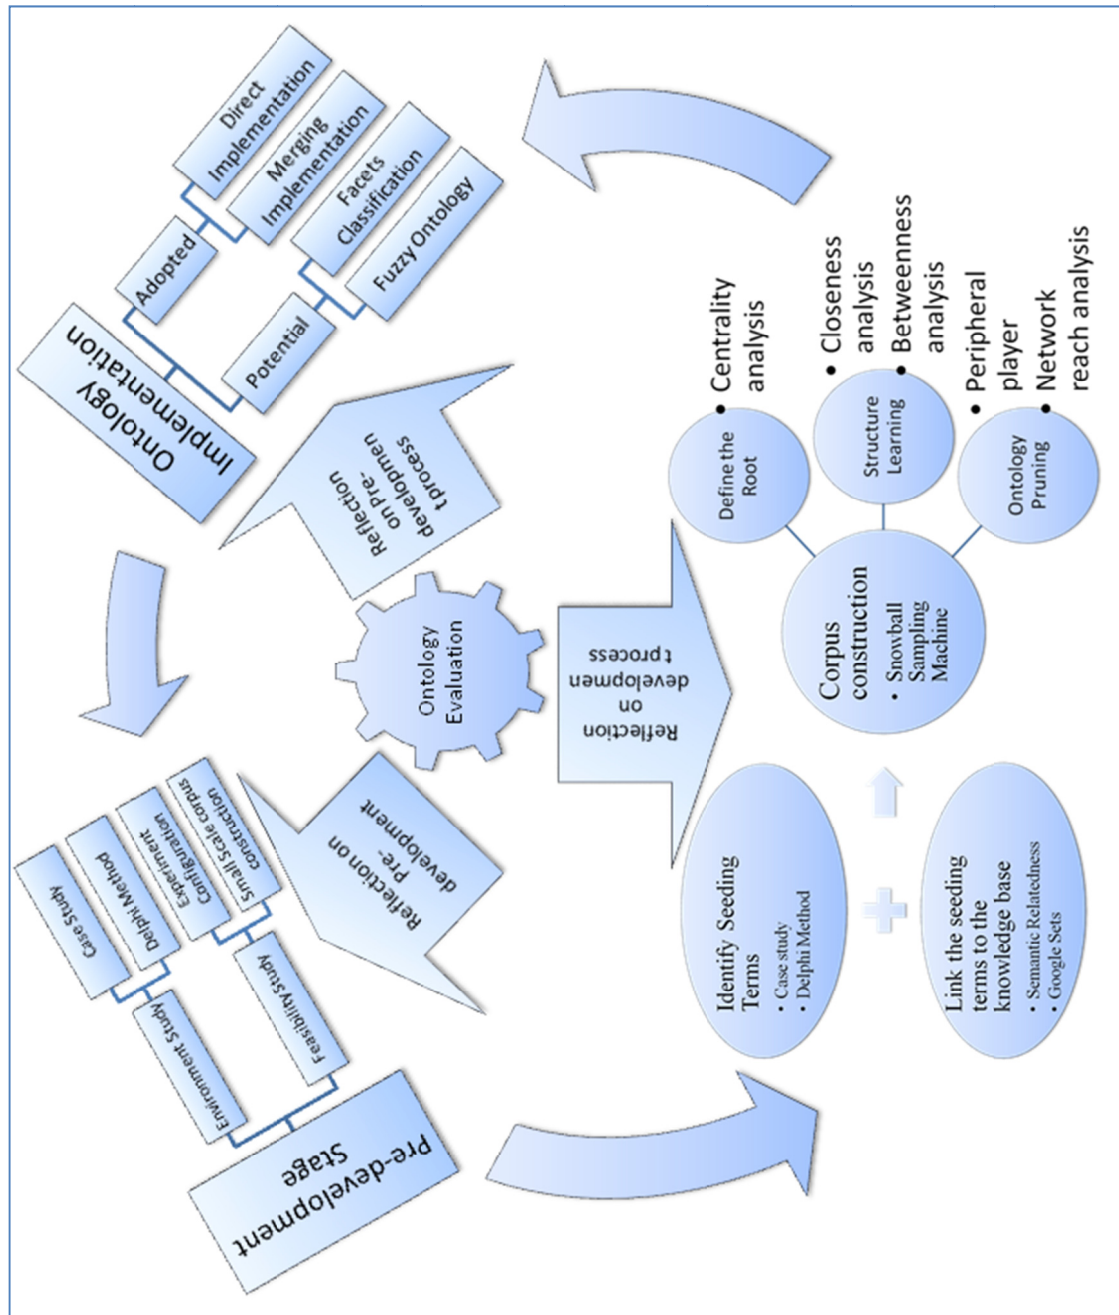 Pre-development
Stage
Environment Study
Case Study
Delphi Method
Feasibility Study
Experiment
Configuration
Small Scale corpus
construction
Ontology
Implementation
Adopted
Direct
Implementation
Merging
Implementation
Potential
Facets
Classification
Fuzzy Ontology
Reflection on
Pre-
development
Ontology
Evaluation
Reflection
on Pre-
developmen
t process
Reflection
on
developmen
t process
Identify Seeding
Terms
• Case study
• Delphi Method
Link the seeding
terms to the
knowledge base
• Semantic Relatedness
• Google Sets
Corpus
construction
• Snowball
Sampling
Machine
Define the
Root
• Centrality
analysis
Structure
Learning
• Closeness
analysis
• Betweenness
analysis
Ontology
Pruning
• Peripheral
player
• Network
reach analysis